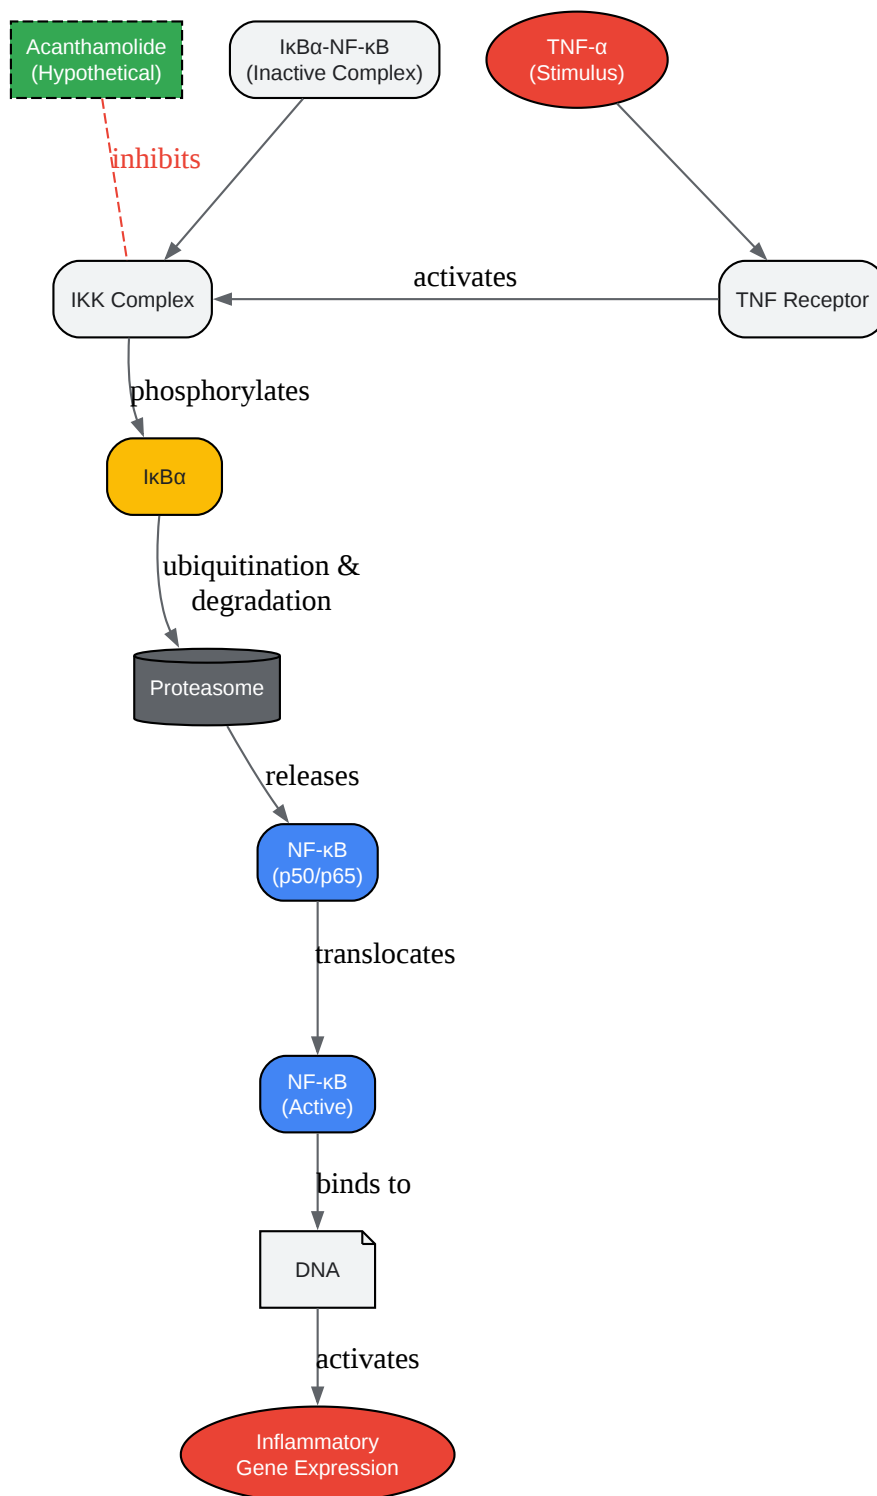 Acanthamolide
(Hypothetical)
IκBα-NF-κB
(Inactive Complex)
TNF-α
(Stimulus)
inhibits
IKK Complex
activates
TNF Receptor
phosphorylates
IκBα
ubiquitination &
degradation
Proteasome
releases
NF-κB
(p50/p65)
translocates
NF-κB
(Active)
binds to
DNA
activates
Inflammatory
Gene Expression